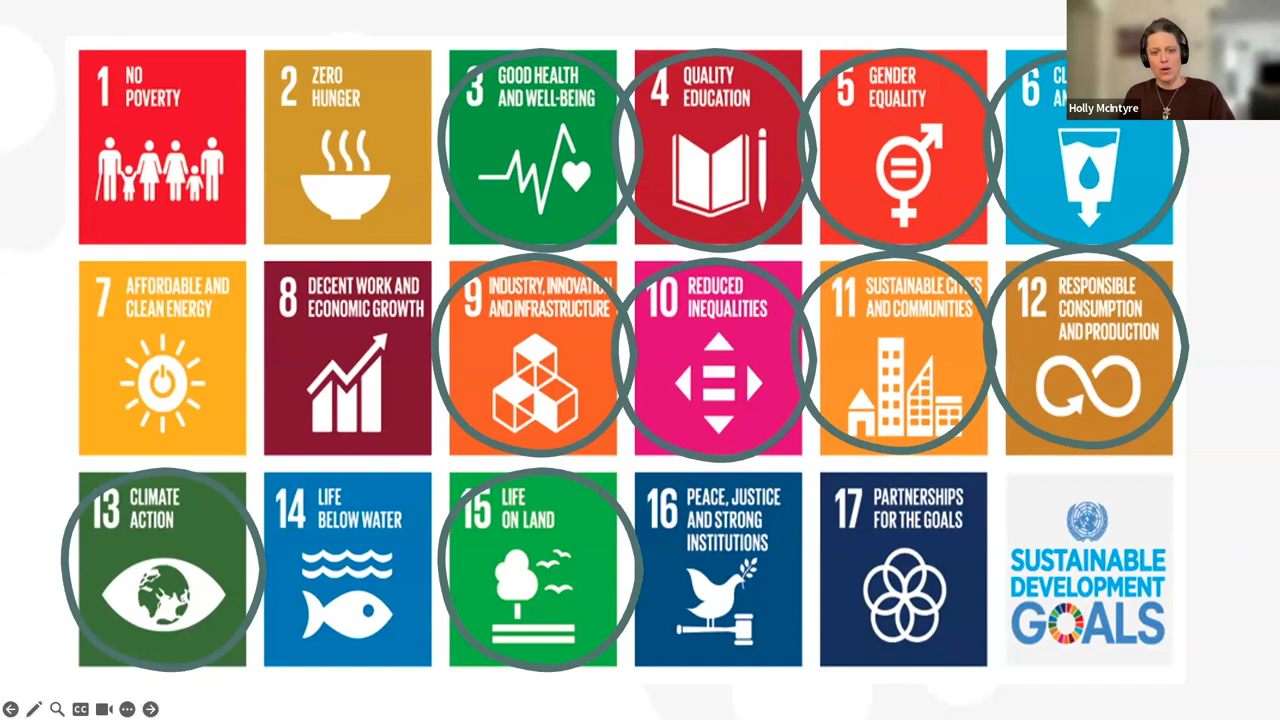 1 NO
POVERTY
2 ZERO
HUNGER
3 GOOD HEALTH
AND WELL-BEING
4 QUALITY
EDUCATION
5 GENDER
EQUALITY
6 CL
Holly McIntyre
7 AFFORDABLE AND
CLEAN ENERGY
8 DECENT WORK AND
ECONOMIC GROWTH
9 INDUSTRY, INNOVATION
AND INFRASTRUCTURE
10 REDUCED
INEQUALITIES
11 SUSTAINABLE CITIES
AND COMMUNITIES
12 RESPONSIBLE
CONSUMPTION
AND PRODUCTION
13 CLIMATE
ACTION
14 LIFE
BELOW WATER
15 LIFE
ON LAND
16 PEACE, JUSTICE
AND STRONG
INSTITUTIONS
17 PARTNERSHIPS
FOR THE GOALS
SUSTAINABLE
DEVELOPMENT
GOALS
CC